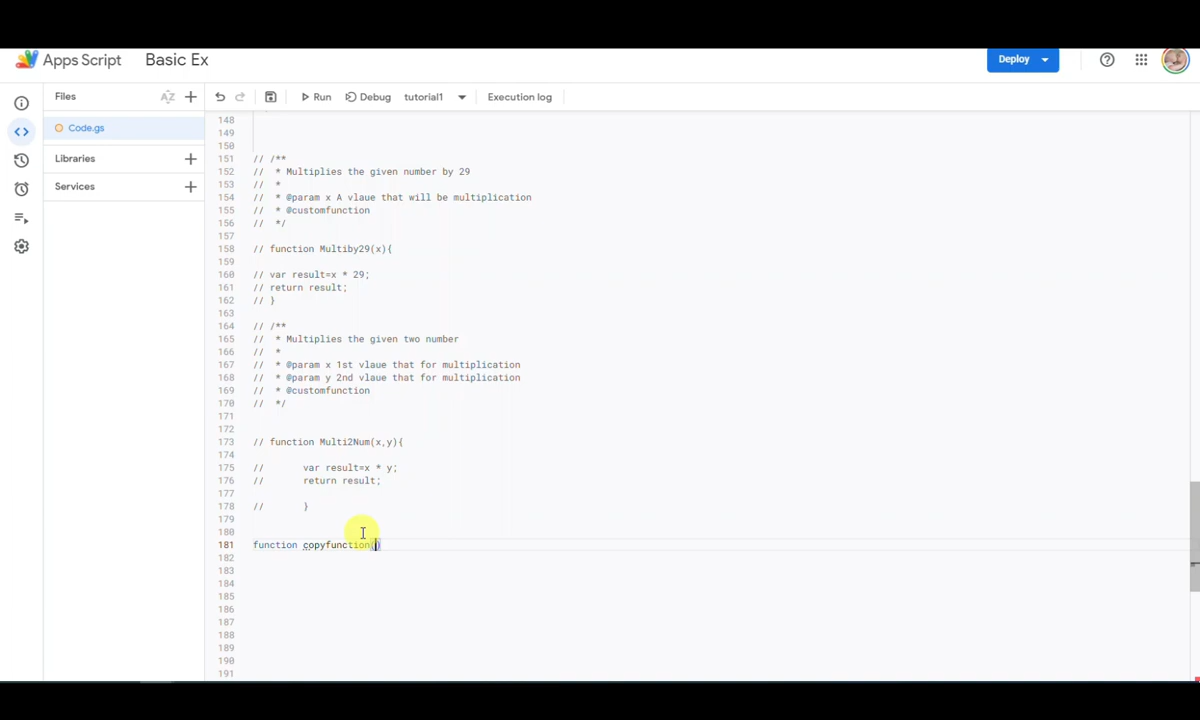 Apps Script Basic Ex Deploy
Files AZ Run Debug tutorial1 Execution log
Code.gs
Libraries
Services
148
149
150
151 // /**
152 // * Multiplies the given number by 29
153 // *
154 // * @param x A vlaue that will be multiplication
155 // * @customfunction
156 // */
157
158 // function Multiby29(x){
159
160 // var result=x * 29;
161 // return result;
162 // }
163
164 // /**
165 // * Multiplies the given two number
166 // *
167 // * @param x 1st vlaue that for multiplication
168 // * @param y 2nd vlaue that for multiplication
169 // * @customfunction
170 // */
171
172
173 // function Multi2Num(x,y){
174
175 // var result=x * y;
176 // return result;
177
178 // }
179
180
181 function copyfunction()
182
183
184
185
186
187
188
189
190
191